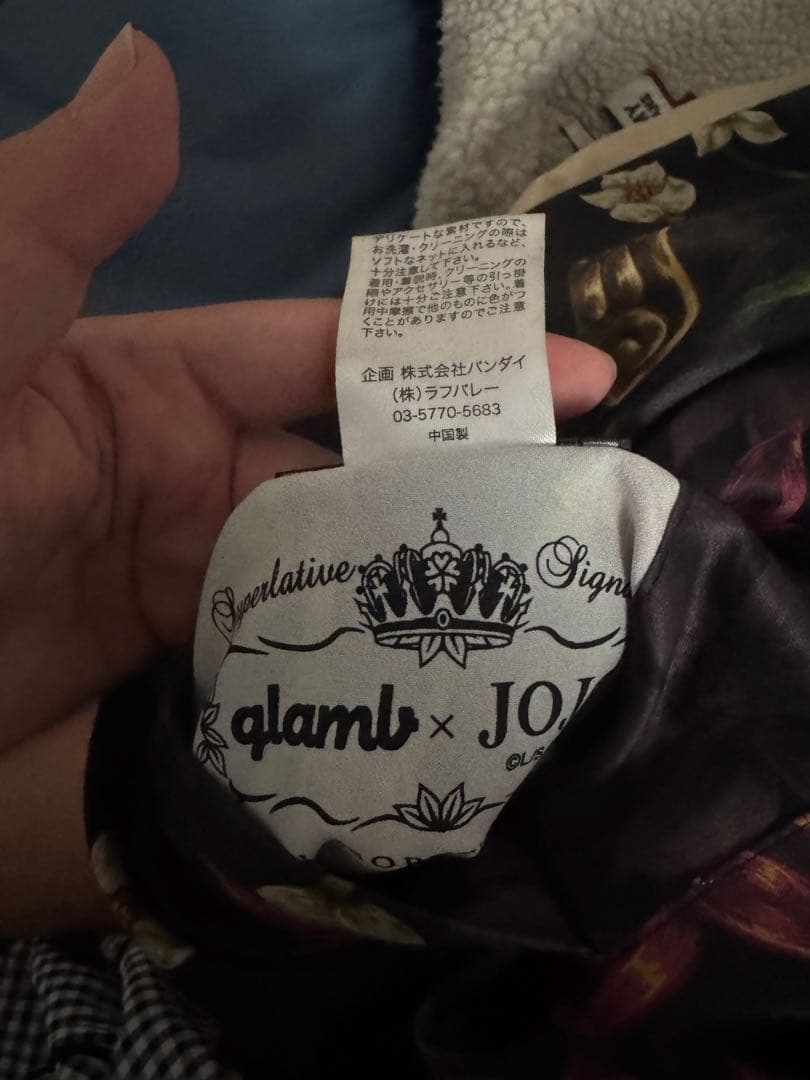 デリケートな素材ですので、
お洗濯・クリーニングの際は
ソフトなネットに入れるなど、
十分注意して下さい。
着用・着脱時、クリーニングの
際やアクセサリー等の引っ掛
けには十分ご注意下さい。着
用中摩擦で他のものに色がつ
くことがありますのでご注意
下さい。
企画 株式会社バンダイ
(株)ラフバレー
03-5770-5683
中国製
Superlative
glamb × JOJ